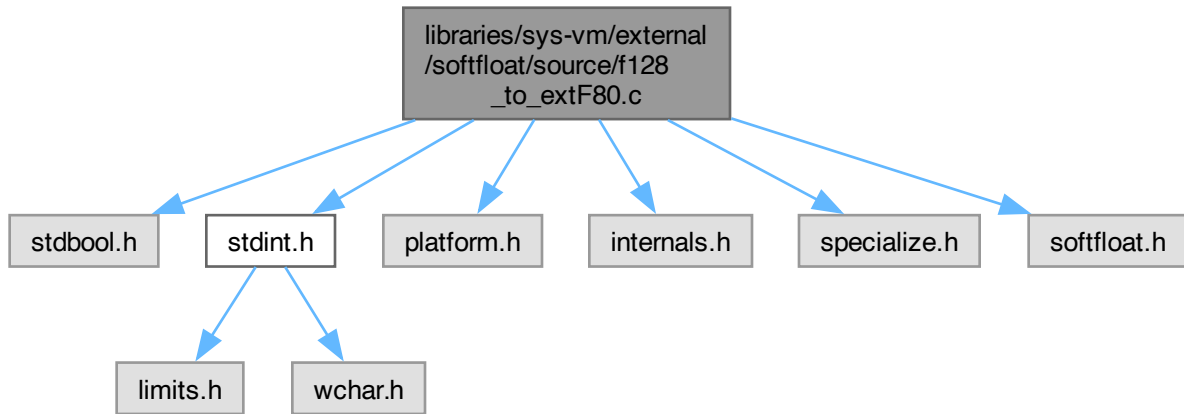 libraries/sys-vm/external
/softfloat/source/f128
_to_extF80.c
stdbool.h
stdint.h
platform.h
internals.h
specialize.h
softfloat.h
limits.h
wchar.h